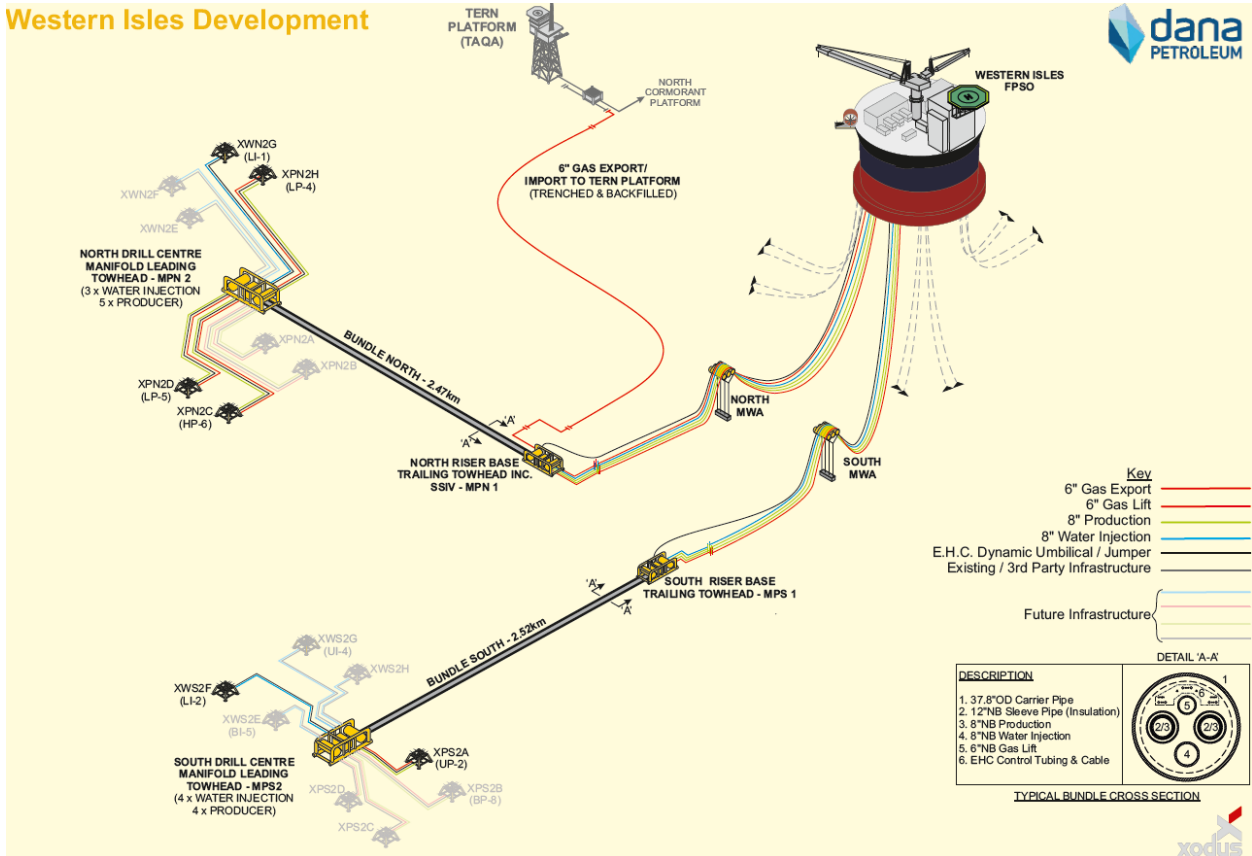 Western Isles Development
TERN
PLATFORM
(TAQA)
dana
PETROLEUM
WESTERN ISLES
FPSO
NORTH
CORMORANT
PLATFORM
6" GAS EXPORT/
IMPORT TO TERN PLATFORM
(TRENCHED & BACKFILLED)
XWN2G
(LI-1)
XPN2H
(LP-4)
XWN2F
XWN2E
NORTH DRILL CENTRE
MANIFOLD LEADING
TOWHEAD - MPN 2
(3 x WATER INJECTION
5 x PRODUCER)
XPN2A
XPN2B
XPN2D
(LP-5)
XPN2C
(HP-6)
BUNDLE NORTH - 2.47km
'A'
'A'
NORTH RISER BASE
TRAILING TOWHEAD INC.
SSIV - MPN 1
NORTH
MWA
SOUTH
MWA
SOUTH RISER BASE
TRAILING TOWHEAD - MPS 1
'A'
'A'
BUNDLE SOUTH - 2.52km
XWS2G
(UI-4)
XWS2H
XWS2F
(LI-2)
XWS2E
(BI-5)
SOUTH DRILL CENTRE
MANIFOLD LEADING
TOWHEAD - MPS2
(4 x WATER INJECTION
4 x PRODUCER)
XPS2A
(UP-2)
XPS2B
(BP-8)
XPS2D
XPS2C
Key
6" Gas Export
6" Gas Lift
8" Production
8" Water Injection
E.H.C. Dynamic Umbilical / Jumper
Existing / 3rd Party Infrastructure
Future Infrastructure
DETAIL 'A-A'
DESCRIPTION
1. 37.8"OD Carrier Pipe
2. 12"NB Sleeve Pipe (Insulation)
3. 8"NB Production
4. 8"NB Water Injection
5. 6"NB Gas Lift
6. EHC Control Tubing & Cable
1
6
5
2/3
2/3
4
TYPICAL BUNDLE CROSS SECTION
xodus
H